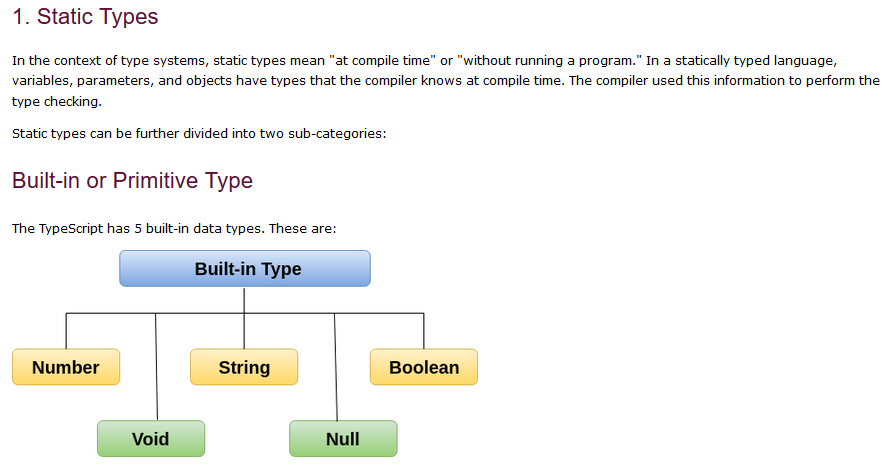 1. Static Types
In the context of type systems, static types mean "at compile time" or "without running a program." In a statically typed language,
variables, parameters, and objects have types that the compiler knows at compile time. The compiler used this information to perform the
type checking.
Static types can be further divided into two sub-categories:
Built-in or Primitive Type
The TypeScript has 5 built-in data types. These are:
Built-in Type
Number
String
Boolean
Void
Null